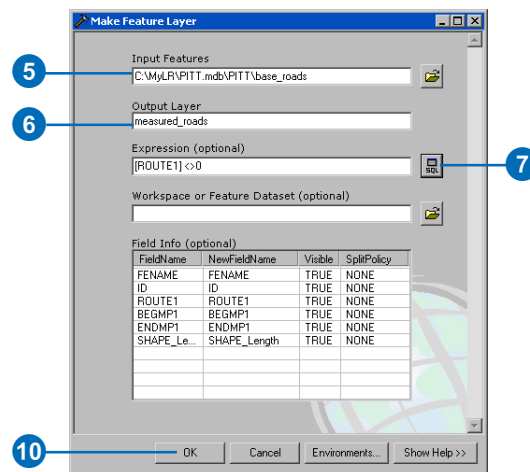 Make Feature Layer
5
Input Features
C:\MyLR\PITT.mdb\PITT\base_roads
6
Output Layer
measured_roads
Expression (optional)
[ROUTE1] <>0
SQL
7
Workspace or Feature Dataset (optional)
Field Info (optional)
FieldName NewFieldName Visible SplitPolicy
FENAME FENAME TRUE NONE
ID ID TRUE NONE
ROUTE1 ROUTE1 TRUE NONE
BEGMP1 BEGMP1 TRUE NONE
ENDMP1 ENDMP1 TRUE NONE
SHAPE_Le... SHAPE_Length TRUE NONE
10
OK Cancel Environments... Show Help >>